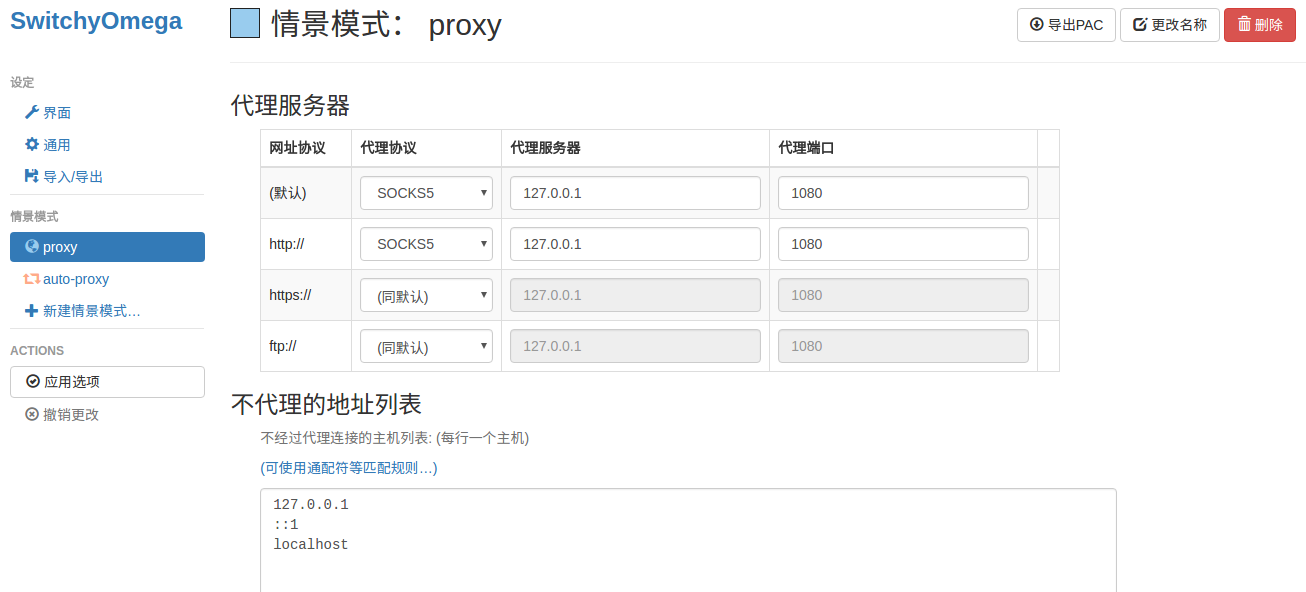 SwitchyOmega
设定
界面
通用
导入/导出
情景模式
proxy
auto-proxy
新建情景模式…
ACTIONS
应用选项
撤销更改
情景模式： proxy
导出PAC 更改名称 删除
代理服务器
网址协议 代理协议 代理服务器 代理端口
(默认) SOCKS5 127.0.0.1 1080
http:// SOCKS5 127.0.0.1 1080
https:// (同默认) 127.0.0.1 1080
ftp:// (同默认) 127.0.0.1 1080
不代理的地址列表
不经过代理连接的主机列表: (每行一个主机)
(可使用通配符等匹配规则…)
127.0.0.1
::1
localhost